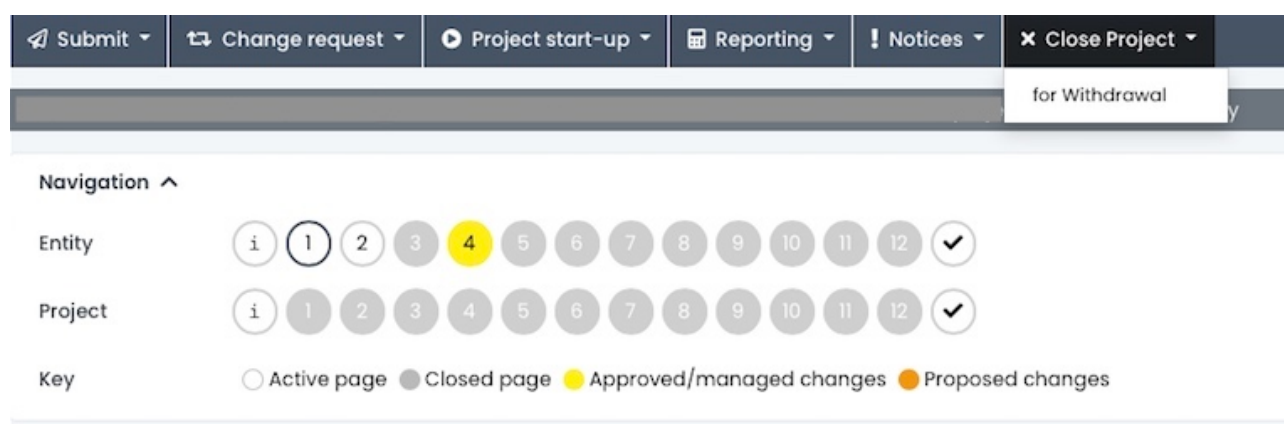 Submit Change request Project start-up Reporting Notices Close Project
for Withdrawal
y
Navigation
Entity i 1 2 3 4 5 6 7 8 9 10 11 12
Project i 1 2 3 4 5 6 7 8 9 10 11 12
Key Active page Closed page Approved/managed changes Proposed changes